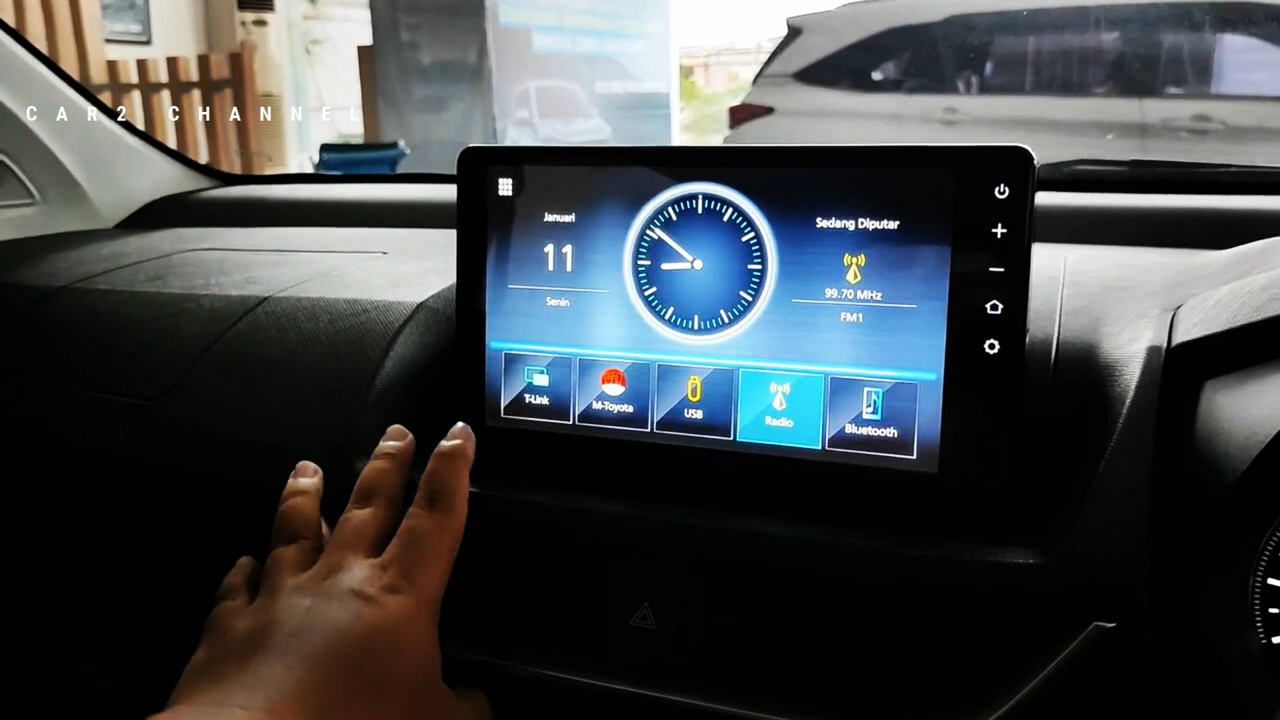 CAR2 CHANNEL
Januari
11
Senin
Sedang Diputar
99.70 MHz
FM1
T-Link
M-Toyota
USB
Radio
Bluetooth